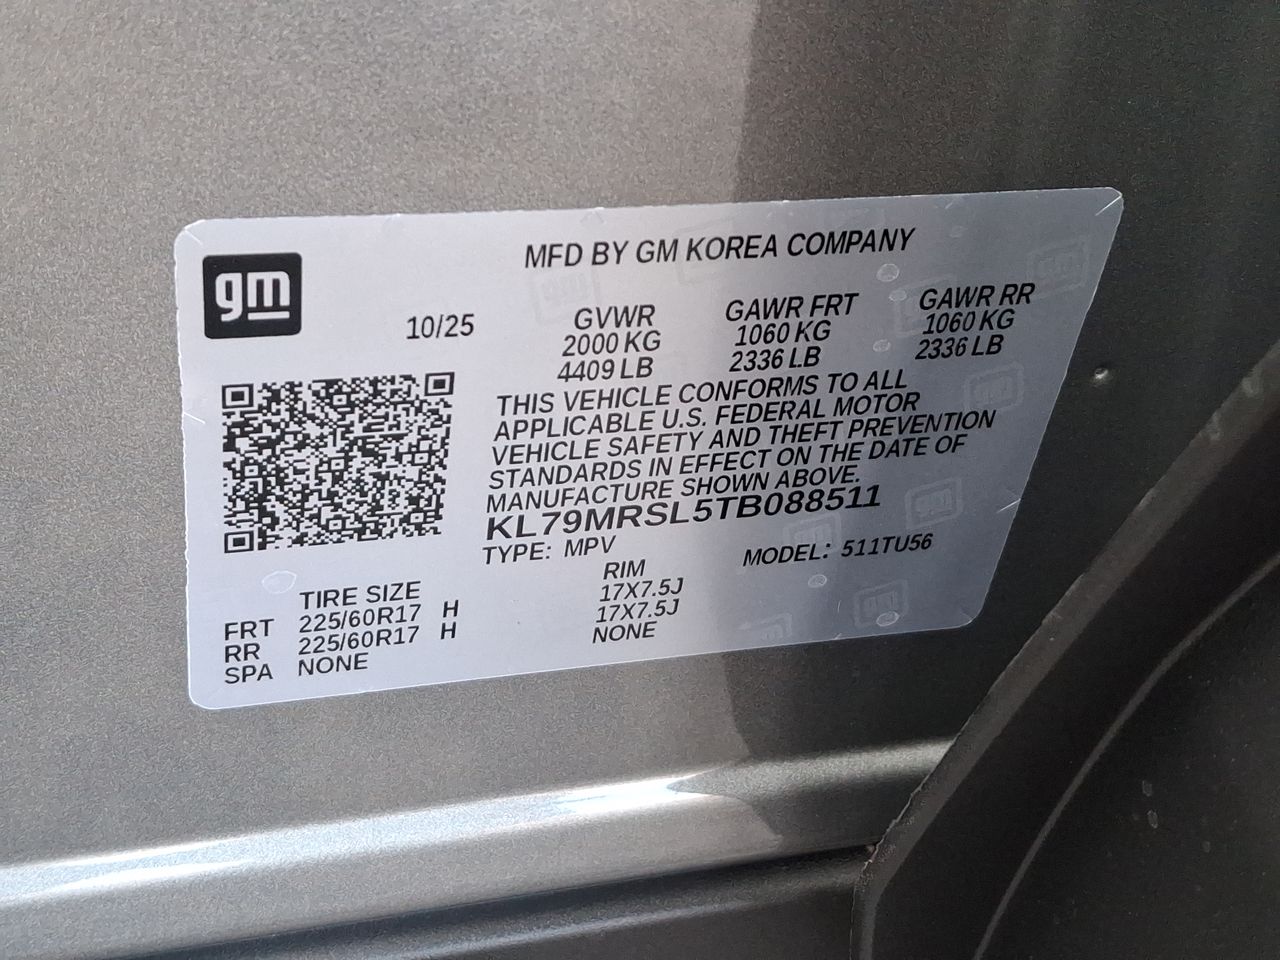 gm
MFD BY GM KOREA COMPANY
10/25
GVWR GAWR FRT GAWR RR
2000 KG 1060 KG 1060 KG
4409 LB 2336 LB 2336 LB
THIS VEHICLE CONFORMS TO ALL
APPLICABLE U.S. FEDERAL MOTOR
VEHICLE SAFETY AND THEFT PREVENTION
STANDARDS IN EFFECT ON THE DATE OF
MANUFACTURE SHOWN ABOVE.
KL79MRSL5TB088511
TYPE: MPV MODEL: 511TU56
TIRE SIZE RIM
FRT 225/60R17 H 17X7.5J
RR 225/60R17 H 17X7.5J
SPA NONE NONE